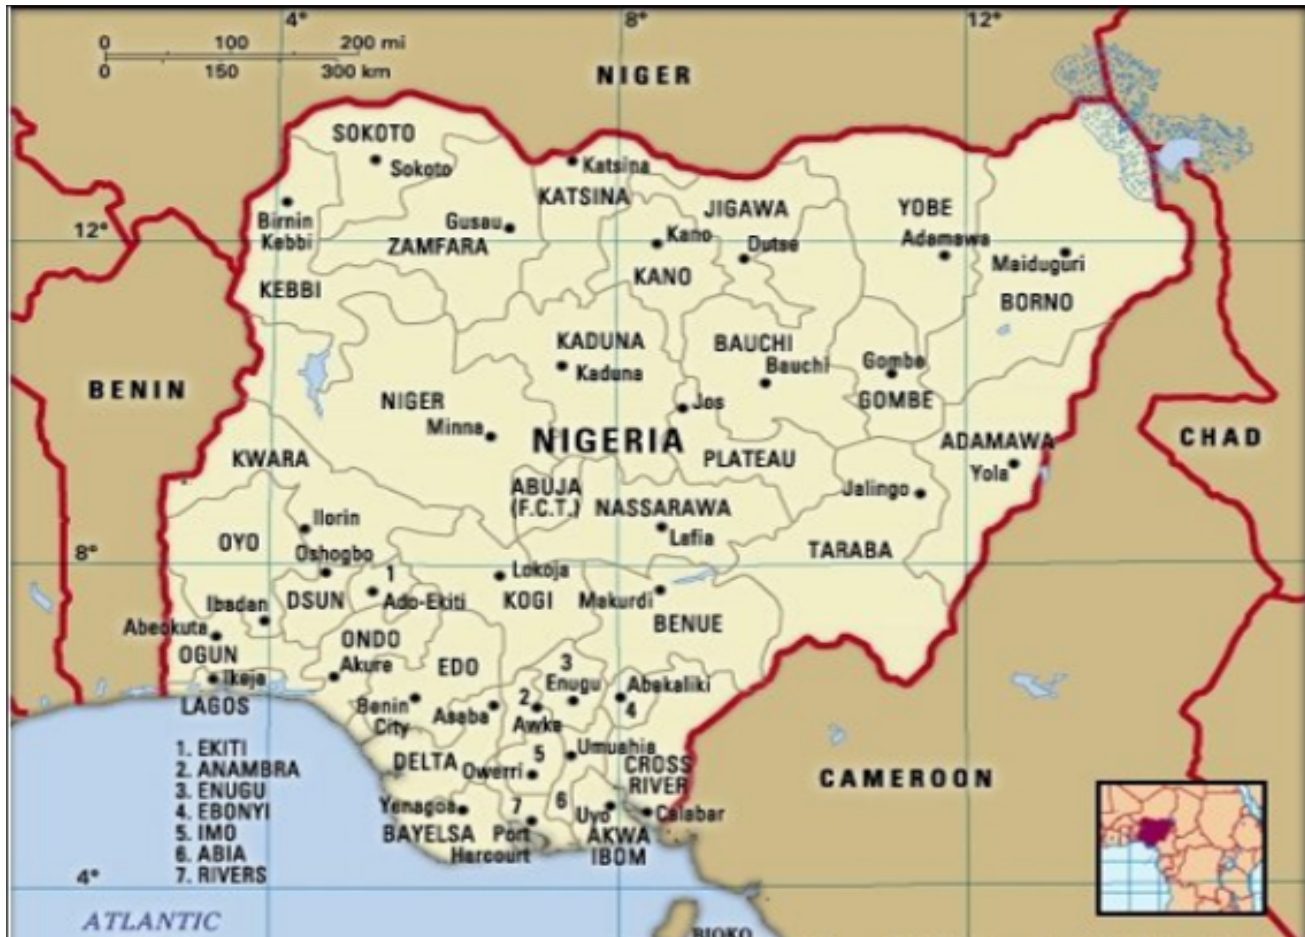 4° 8° 12°
0 100 200 mi
0 150 300 km
NIGER
SOKOTO
Sokoto
Katsina
KATSINA
JIGAWA
YOBE
Birnin
Kebbi
Gusau
ZAMFARA
Kano
Dutse
Adamawa
Maiduguri
12°
KEBBI
KANO
BORNO
KADUNA
Kaduna
BAUCHI
Bauchi
Gombe
GOMBE
BENIN
NIGER
Minna
Jos
NIGERIA
ADAMAWA
Yola
CHAD
KWARA
PLATEAU
ABUJA
(F.C.T.)
NASSARAWA
Lafia
Jalingo
Ilorin
OYO
Oshogbo
TARABA
8°
1
Lokoja
Ibadan
DSUN
Ado-Ekiti
KOGI
Makurdi
BENUE
Abeokuta
OGUN
ONDO
Akure
EDO
3
Enugu
Abakaliki
4
Ikeja
LAGOS
Benin
City
Asaba
2
Awka
DELTA
Owerri
5
Umuahia
CROSS
RIVER
CAMEROON
Yenagoa
BAYELSA
7
Port
Harcourt
6
Uyo
Calabar
AKWA
IBOM
1. EKITI
2. ANAMBRA
3. ENUGU
4. EBONYI
5. IMO
6. ABIA
7. RIVERS
4°
ATLANTIC
BIOKO